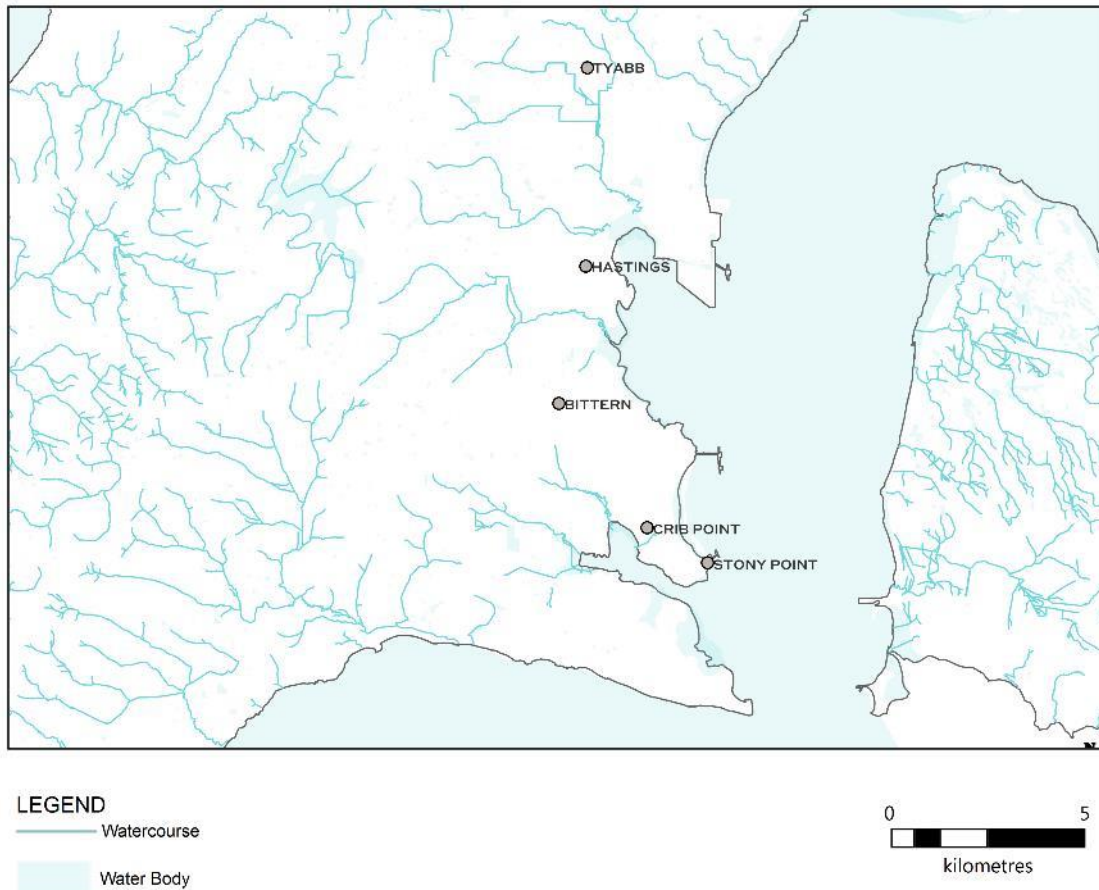 TYABB
HASTINGS
BITTERN
CRIB POINT
STONY POINT
LEGEND
Watercourse
Water Body
0 5
kilometres